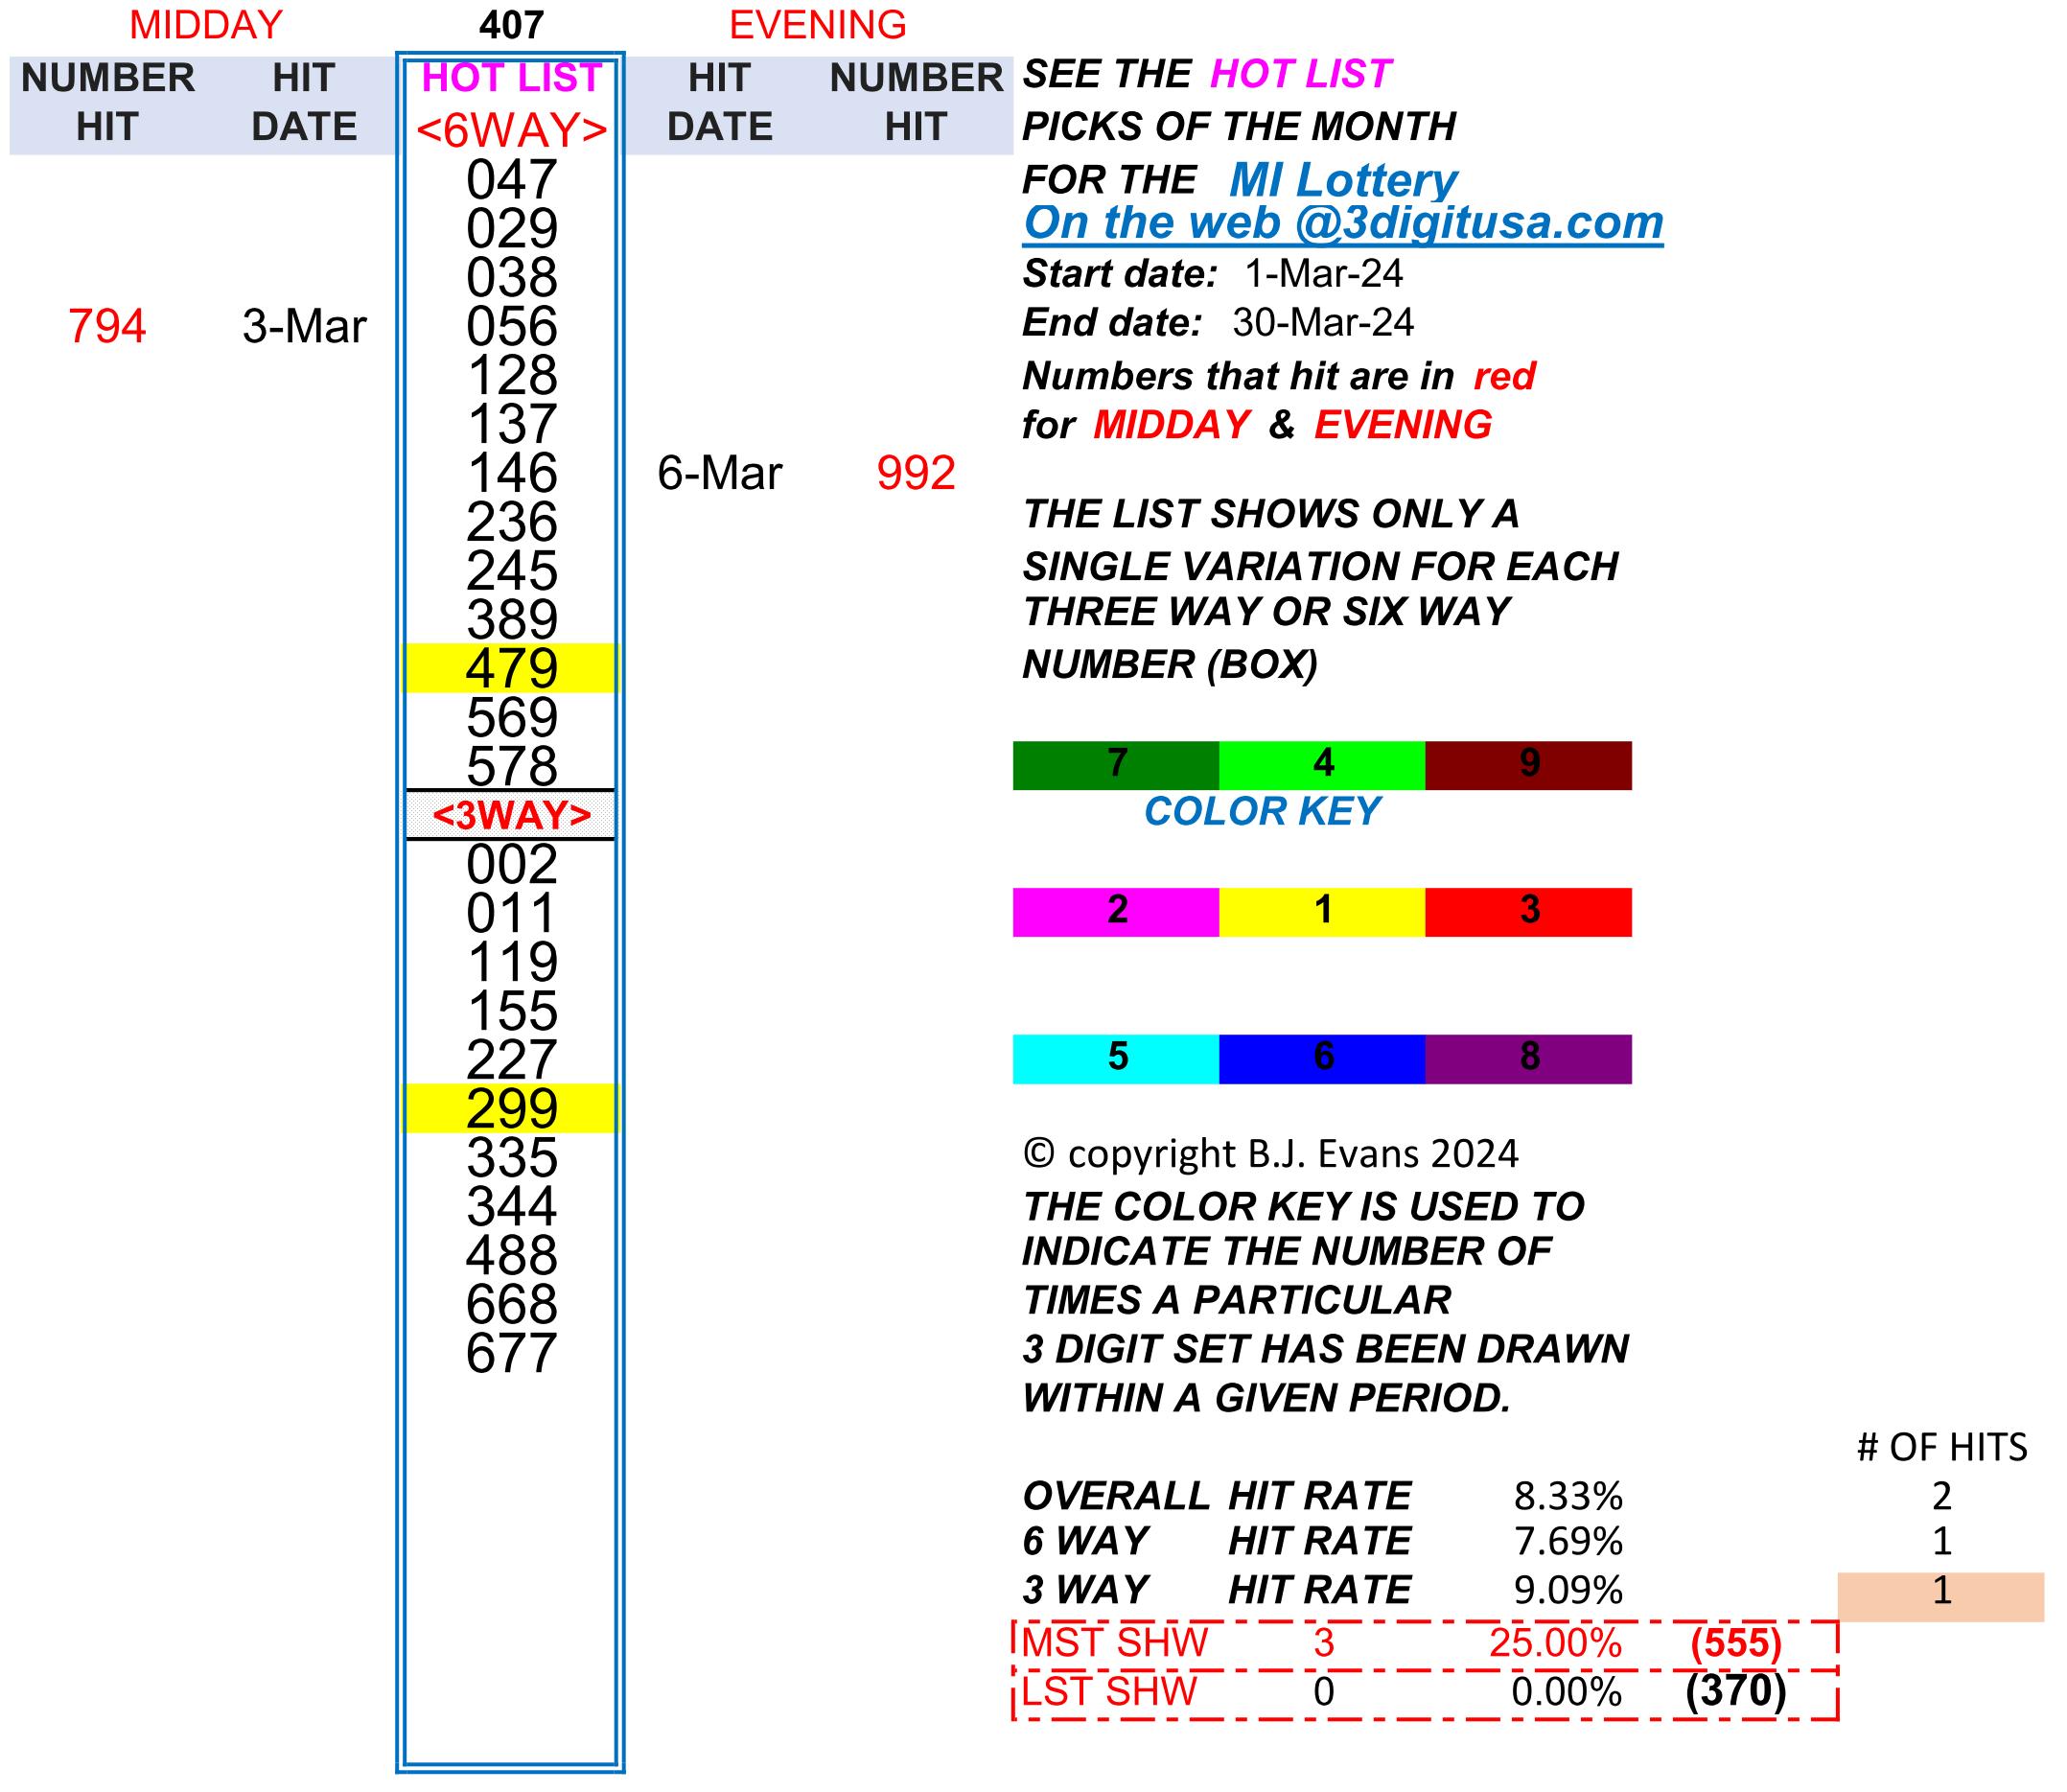 MIDDAY 407 EVENING
NUMBER HIT HOT LIST HIT NUMBER
HIT DATE <6WAY> DATE HIT
047
029
038
794 3-Mar 056
128
137
146 6-Mar 992
236
245
389
479
569
578
<3WAY>
002
011
119
155
227
299
335
344
488
668
677
SEE THE HOT LIST
PICKS OF THE MONTH
FOR THE MI Lottery
On the web @3digitusa.com
Start date: 1-Mar-24
End date: 30-Mar-24
Numbers that hit are in red
for MIDDAY & EVENING
THE LIST SHOWS ONLY A
SINGLE VARIATION FOR EACH
THREE WAY OR SIX WAY
NUMBER (BOX)
7 4 9
COLOR KEY
2 1 3
5 6 8
© copyright B.J. Evans 2024
THE COLOR KEY IS USED TO
INDICATE THE NUMBER OF
TIMES A PARTICULAR
3 DIGIT SET HAS BEEN DRAWN
WITHIN A GIVEN PERIOD.
# OF HITS
OVERALL HIT RATE 8.33% 2
6 WAY HIT RATE 7.69% 1
3 WAY HIT RATE 9.09% 1
MST SHW 3 25.00% (555)
LST SHW 0 0.00% (370)